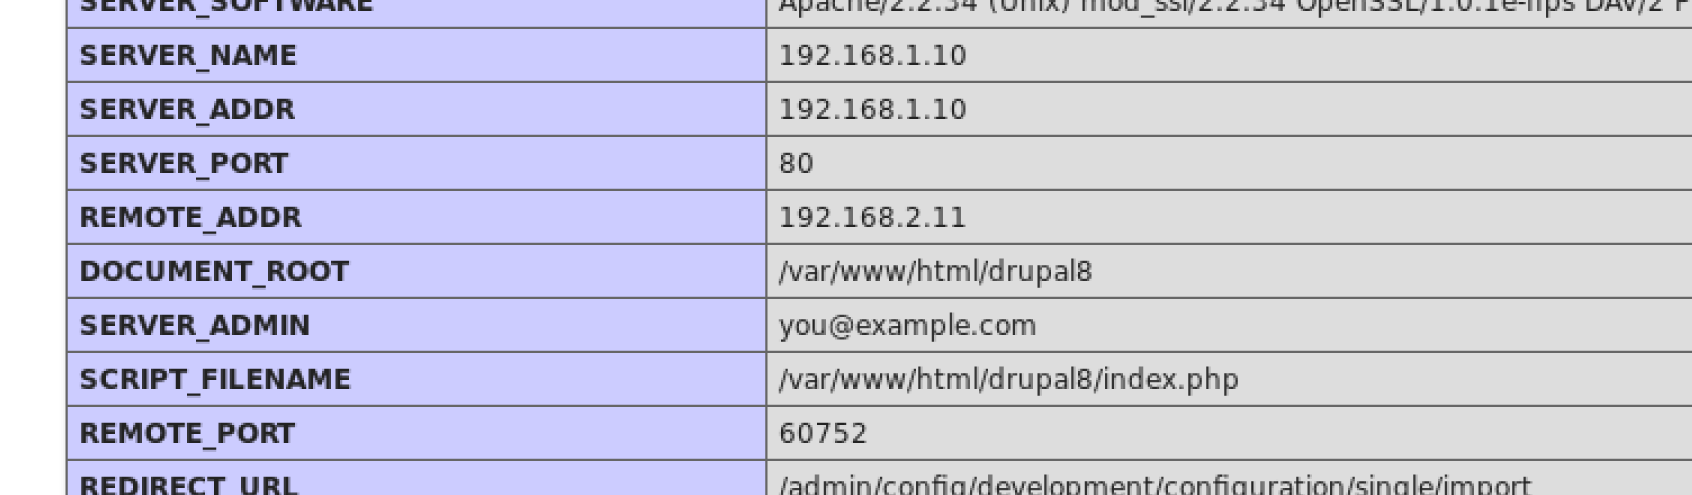 SERVER_SOFTWARE Apache/2.2.34 (Unix) mod_ssl/2.2.34 OpenSSL/1.0.1e-fips DAV/2
SERVER_NAME 192.168.1.10
SERVER_ADDR 192.168.1.10
SERVER_PORT 80
REMOTE_ADDR 192.168.2.11
DOCUMENT_ROOT /var/www/html/drupal8
SERVER_ADMIN you@example.com
SCRIPT_FILENAME /var/www/html/drupal8/index.php
REMOTE_PORT 60752
REDIRECT_URL /admin/config/development/configuration/single/import